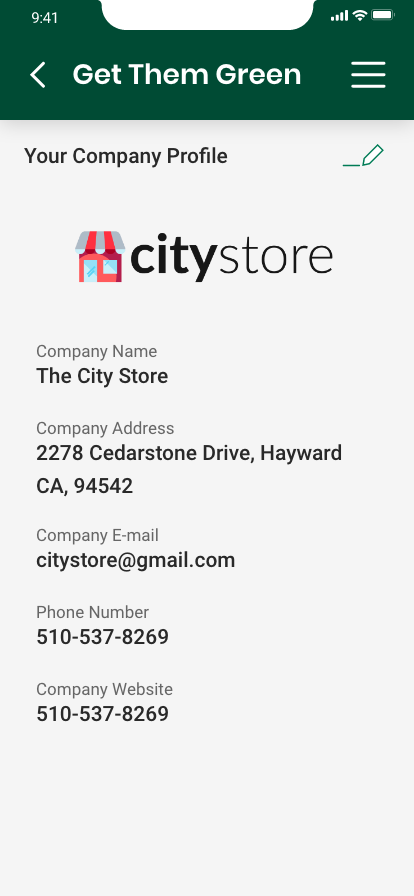 9:41
Get Them Green
Your Company Profile
citystore
Company Name
The City Store
Company Address
2278 Cedarstone Drive, Hayward
CA, 94542
Company E-mail
citystore@gmail.com
Phone Number
510-537-8269
Company Website
510-537-8269